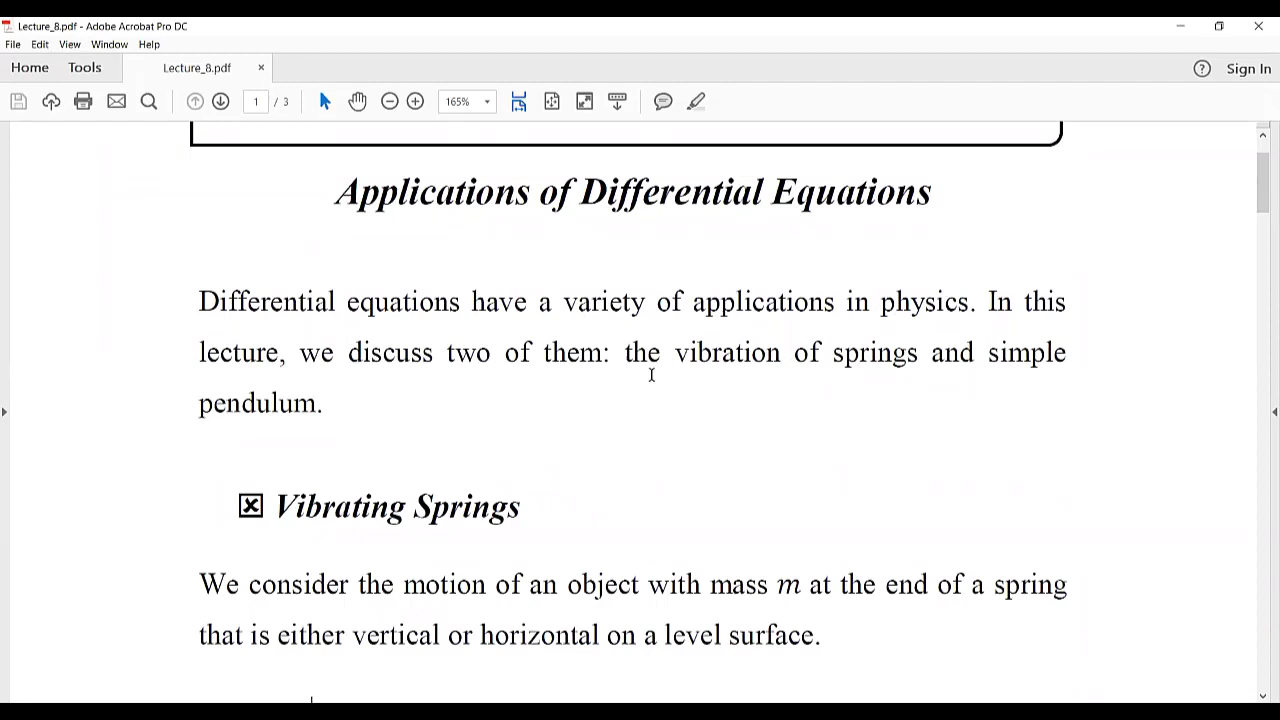 Lecture_8.pdf - Adobe Acrobat Pro DC
File Edit View Window Help
Home Tools Lecture_8.pdf × Sign In
1 / 3 165%
Applications of Differential Equations
Differential equations have a variety of applications in physics. In this
lecture, we discuss two of them: the vibration of springs and simple
pendulum.
Vibrating Springs
We consider the motion of an object with mass m at the end of a spring
that is either vertical or horizontal on a level surface.